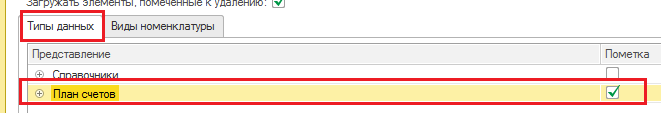 Загружать элементы, помеченные к удалению:
Типы данных Виды номенклатуры
Представление Пометка
Справочники
План счетов